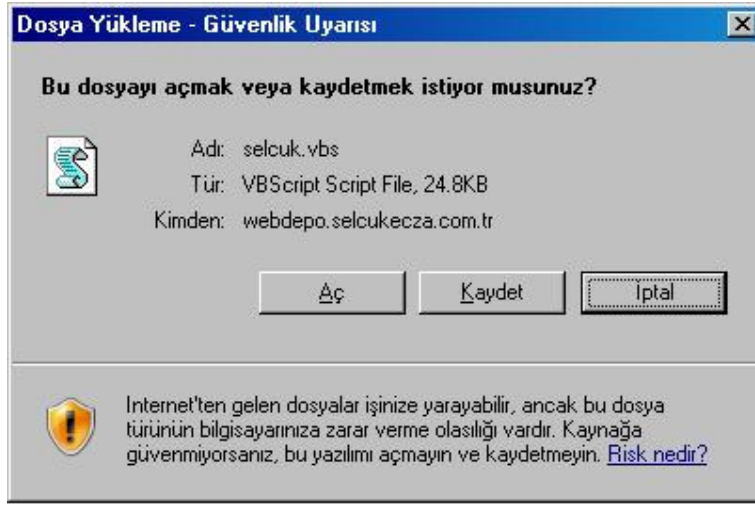 Dosya Yükleme - Güvenlik Uyarısı
Bu dosyayı açmak veya kaydetmek istiyor musunuz?
Adı: selcuk.vbs
Tür: VBScript Script File, 24.8KB
Kimden: webdepo.selcukecza.com.tr
Aç Kaydet İptal
Internet'ten gelen dosyalar işinize yarayabilir, ancak bu dosya
türünün bilgisayarınıza zarar verme olasılığı vardır. Kaynağa
güvenmiyorsanız, bu yazılımı açmayın ve kaydetmeyin. Risk nedir?